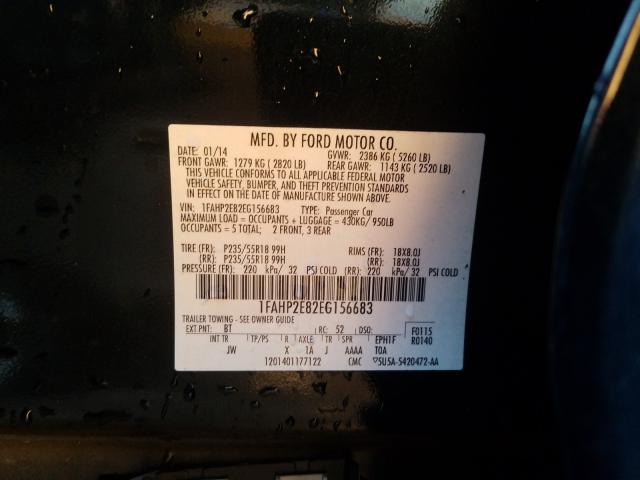 MFD. BY FORD MOTOR CO.
DATE: 01/14 GVWR: 2386 KG ( 5260 LB)
FRONT GAWR: 1279 KG ( 2820 LB) REAR GAWR: 1143 KG ( 2520 LB)
THIS VEHICLE CONFORMS TO ALL APPLICABLE FEDERAL MOTOR
VEHICLE SAFETY, BUMPER, AND THEFT PREVENTION STANDARDS
IN EFFECT ON THE DATE OF MANUFACTURE SHOWN ABOVE.
VIN: 1FAHP2E82EG156683 TYPE: Passenger Car
MAXIMUM LOAD = OCCUPANTS + LUGGAGE = 430KG/ 950LB
OCCUPANTS = 5 TOTAL; 2 FRONT, 3 REAR
TIRE (FR): P235/55R18 99H RIMS (FR): 18X8.0J
(RR): P235/55R18 99H (RR): 18X8.0J
PRESSURE (FR): 220 kPa/ 32 PSI COLD (RR): 220 kPa/ 32 PSI COLD
1FAHP2E82EG156683
TRAILER TOWING - SEE OWNER GUIDE
EXT PNT: BT RC: 52 DSO: F0115
INT TR TP/PS R AXLE TR SPR EPH1F R0140
JW X 1A J AAAA TOA
1201401177122 CMC 5U5A-5420472-AA